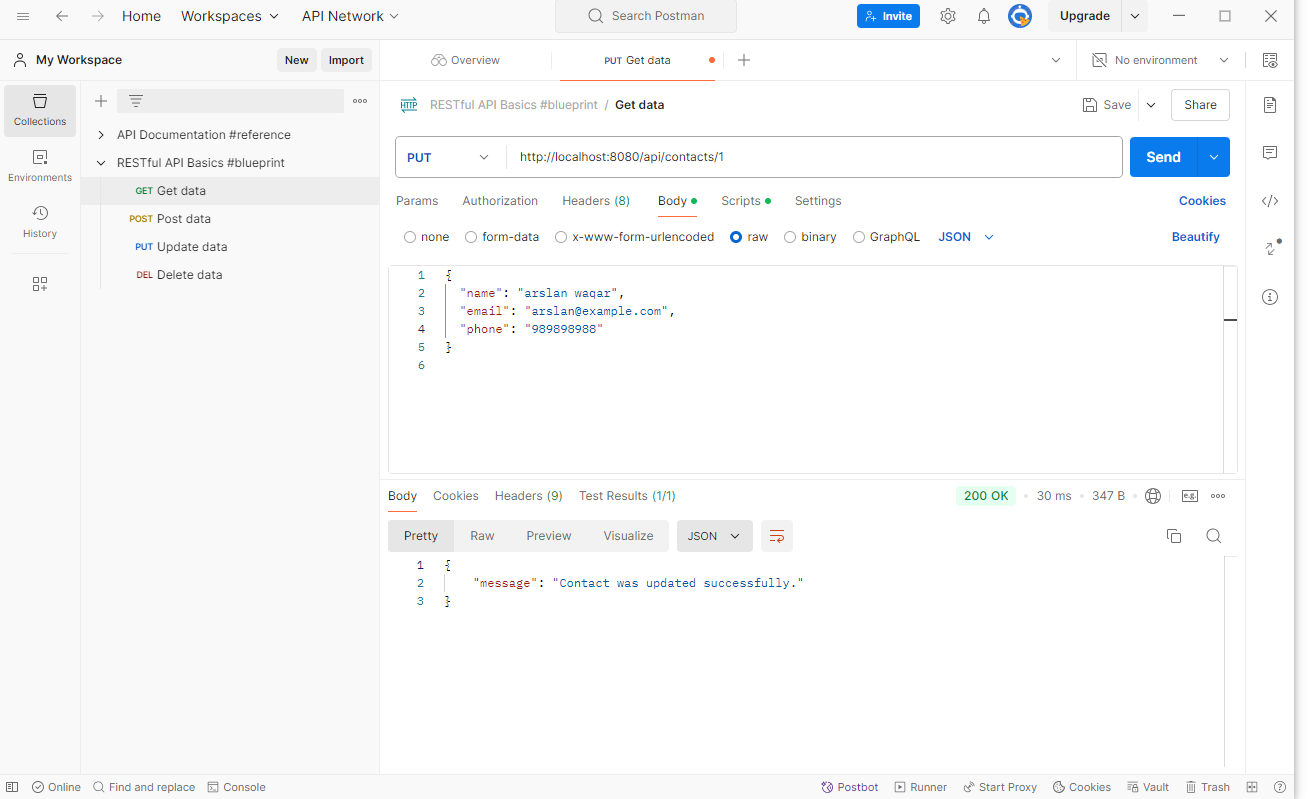 Home Workspaces API Network Search Postman Invite Upgrade
My Workspace New Import Overview PUT Get data No environment
Collections
Environments
History
API Documentation #reference
RESTful API Basics #blueprint
GET Get data
POST Post data
PUT Update data
DEL Delete data
HTTP RESTful API Basics #blueprint / Get data Save Share
PUT http://localhost:8080/api/contacts/1 Send
Params Authorization Headers (8) Body Scripts Settings Cookies
none form-data x-www-form-urlencoded raw binary GraphQL JSON Beautify
1 {
2 "name": "arslan waqar",
3 "email": "arslan@example.com",
4 "phone": "989898988"
5 }
6
Body Cookies Headers (9) Test Results (1/1) 200 OK 30 ms 347 B e.g.
Pretty Raw Preview Visualize JSON
1 {
2 "message": "Contact was updated successfully."
3 }
Online Find and replace Console Postbot Runner Start Proxy Cookies Vault Trash